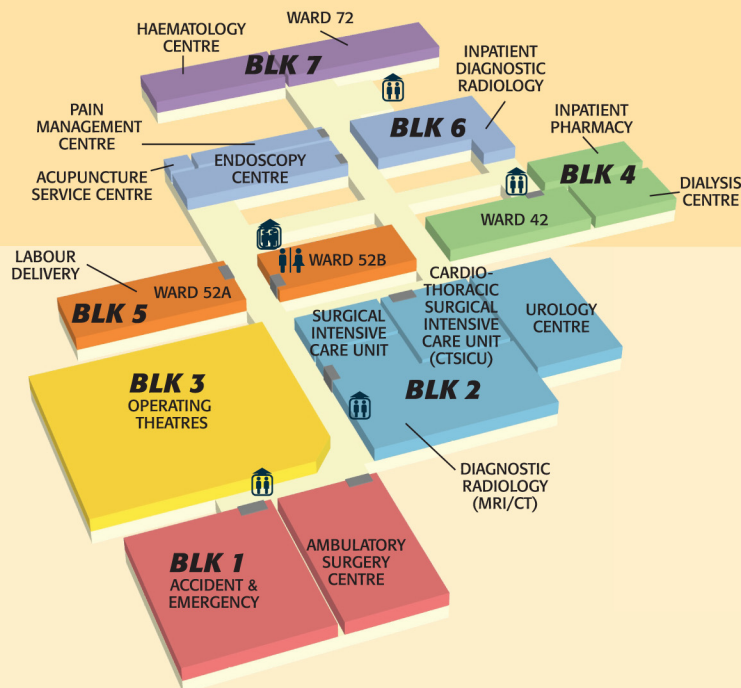 WARD 72
HAEMATOLOGY
CENTRE
BLK 7
INPATIENT
DIAGNOSTIC
RADIOLOGY
PAIN
MANAGEMENT
CENTRE
BLK 6
INPATIENT
PHARMACY
ACUPUNCTURE
SERVICE CENTRE
ENDOSCOPY
CENTRE
BLK 4
DIALYSIS
CENTRE
WARD 42
LABOUR
DELIVERY
WARD 52A
BLK 5
WARD 52B
CARDIO-
THORACIC
SURGICAL
INTENSIVE
CARE UNIT
(CTSICU)
SURGICAL
INTENSIVE
CARE UNIT
UROLOGY
CENTRE
BLK 3
OPERATING
THEATRES
BLK 2
DIAGNOSTIC
RADIOLOGY
(MRI/CT)
BLK 1
ACCIDENT &
EMERGENCY
AMBULATORY
SURGERY
CENTRE